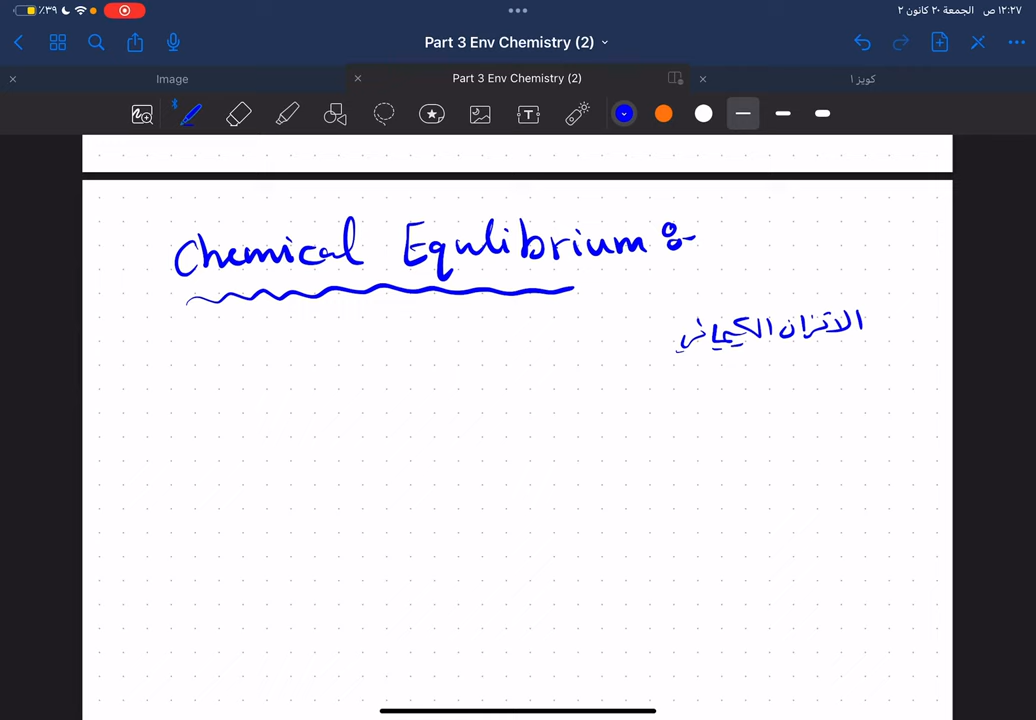 ٪٣٩ ١٢:٢٧ ص الجمعة ٢٠ كانون ٢
Part 3 Env Chemistry (2)
Image Part 3 Env Chemistry (2) كويز ١
Chemical Equlibrium :-
الاتزان الكيميائي